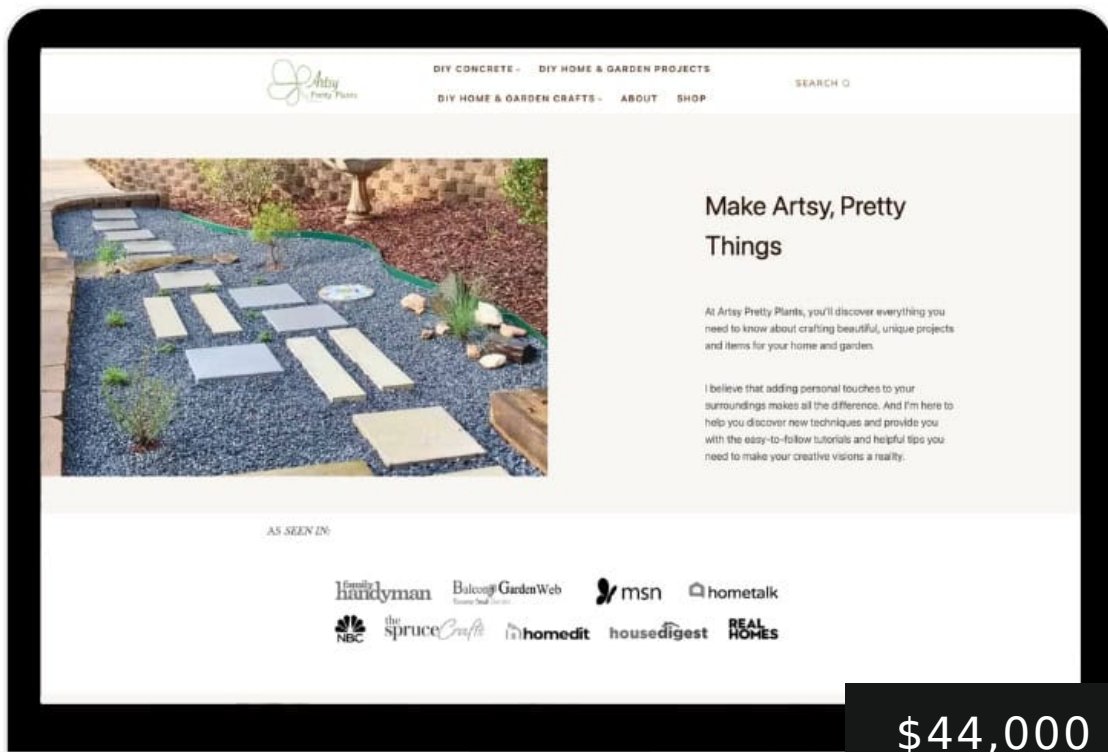 DIY CONCRETE
DIY HOME & GARDEN PROJECTS
Artsy
Pretty Plants
SEARCH
DIY HOME & GARDEN CRAFTS
ABOUT
SHOP
Make Artsy, Pretty
Things
At Artsy Pretty Plants, you'll discover everything you
need to know about crafting beautiful, unique projects
and items for your home and garden.
I believe that adding personal touches to your
surroundings makes all the difference. And I'm here to
help you discover new techniques and provide you
with the easy-to-follow tutorials and helpful tips you
need to make your creative visions a reality.
AS SEEN IN:
family
handyman
Balcony Garden Web
msn
hometalk
NBC
the
spruce Crafts
homedit
housedigest
REAL
HOMES
$44,000